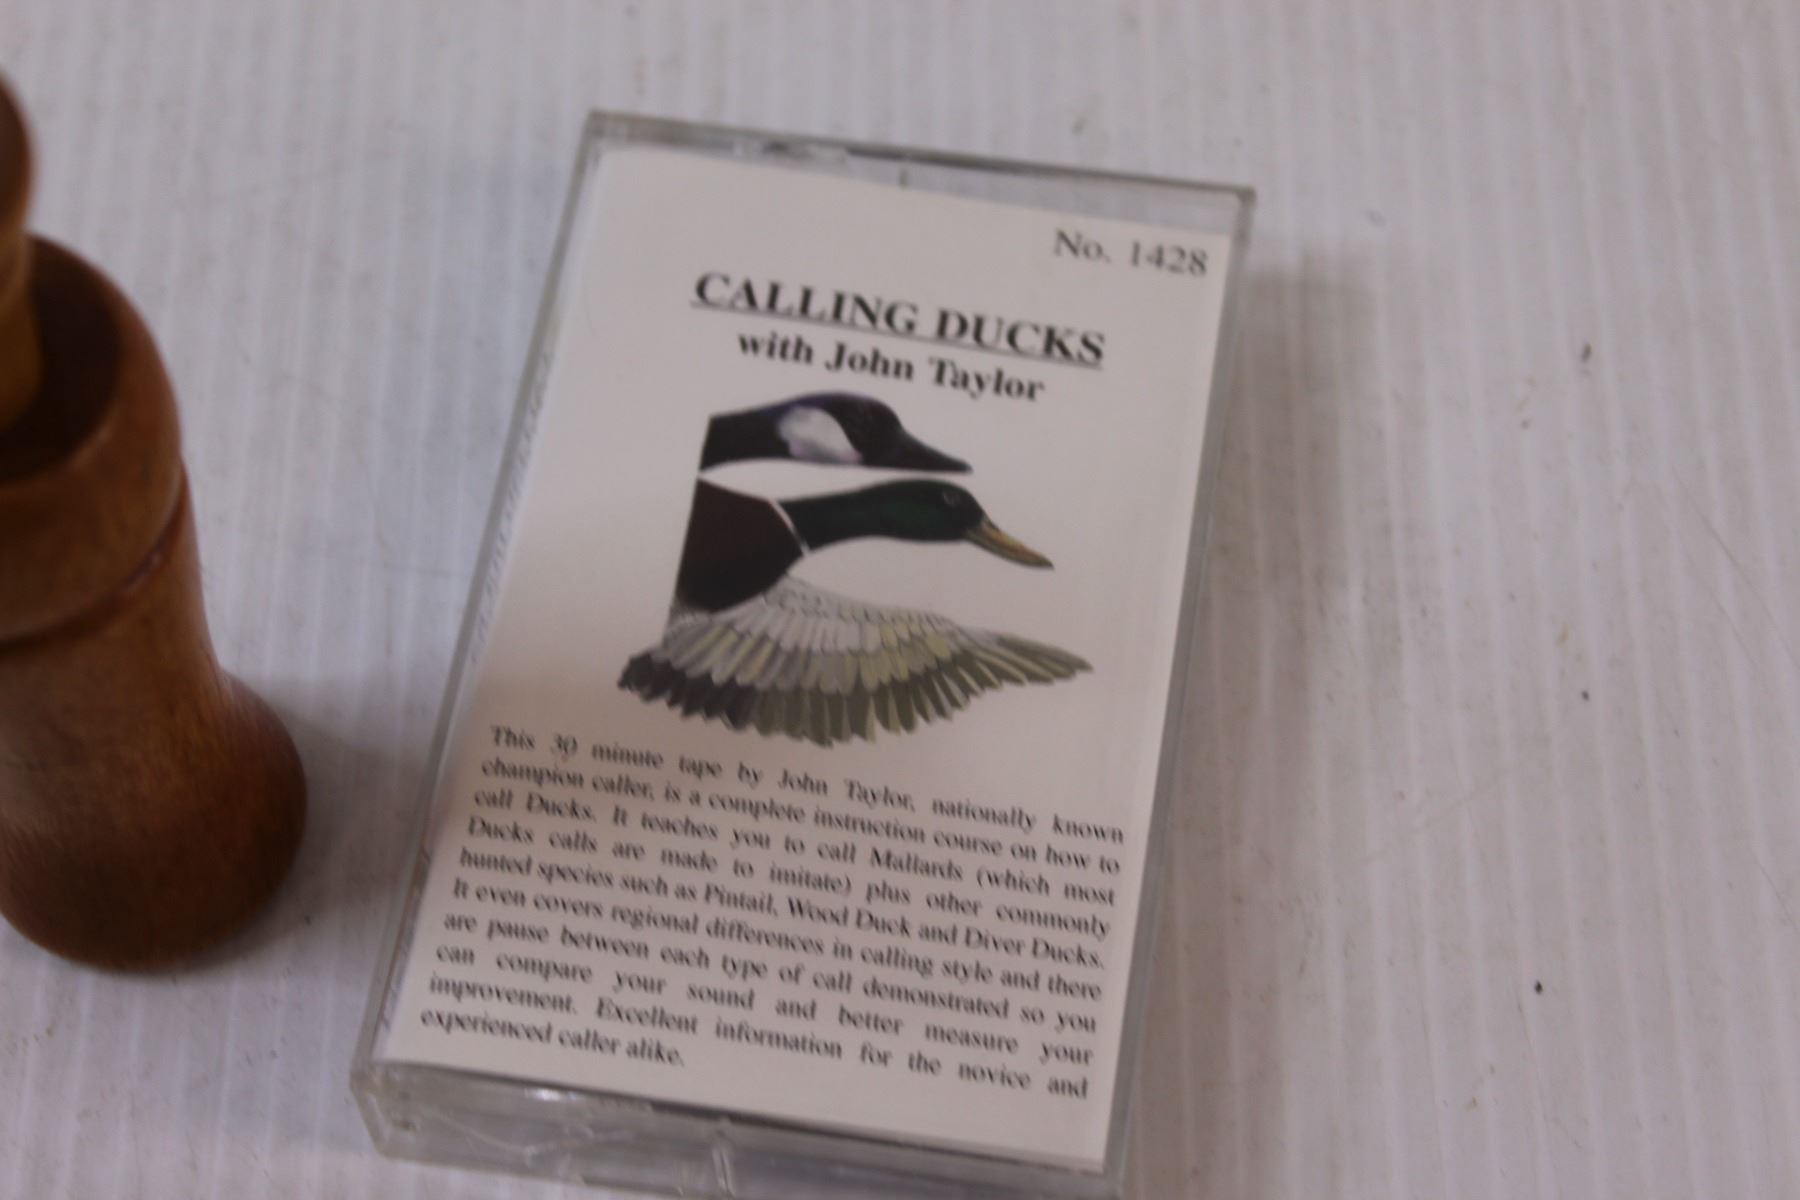 No. 1428
CALLING DUCKS
with John Taylor
This 30 minute tape by John Taylor, nationally known
champion caller, is a complete instruction course on how to
call Ducks. It teaches you to call Mallards (which most
Ducks calls are made to imitate) plus other commonly
hunted species such as Pintail, Wood Duck and Diver Ducks.
It even covers regional differences in calling style and there
are pause between each type of call demonstrated so you
can compare your sound and better measure your
improvement. Excellent information for the novice and
experienced caller alike.